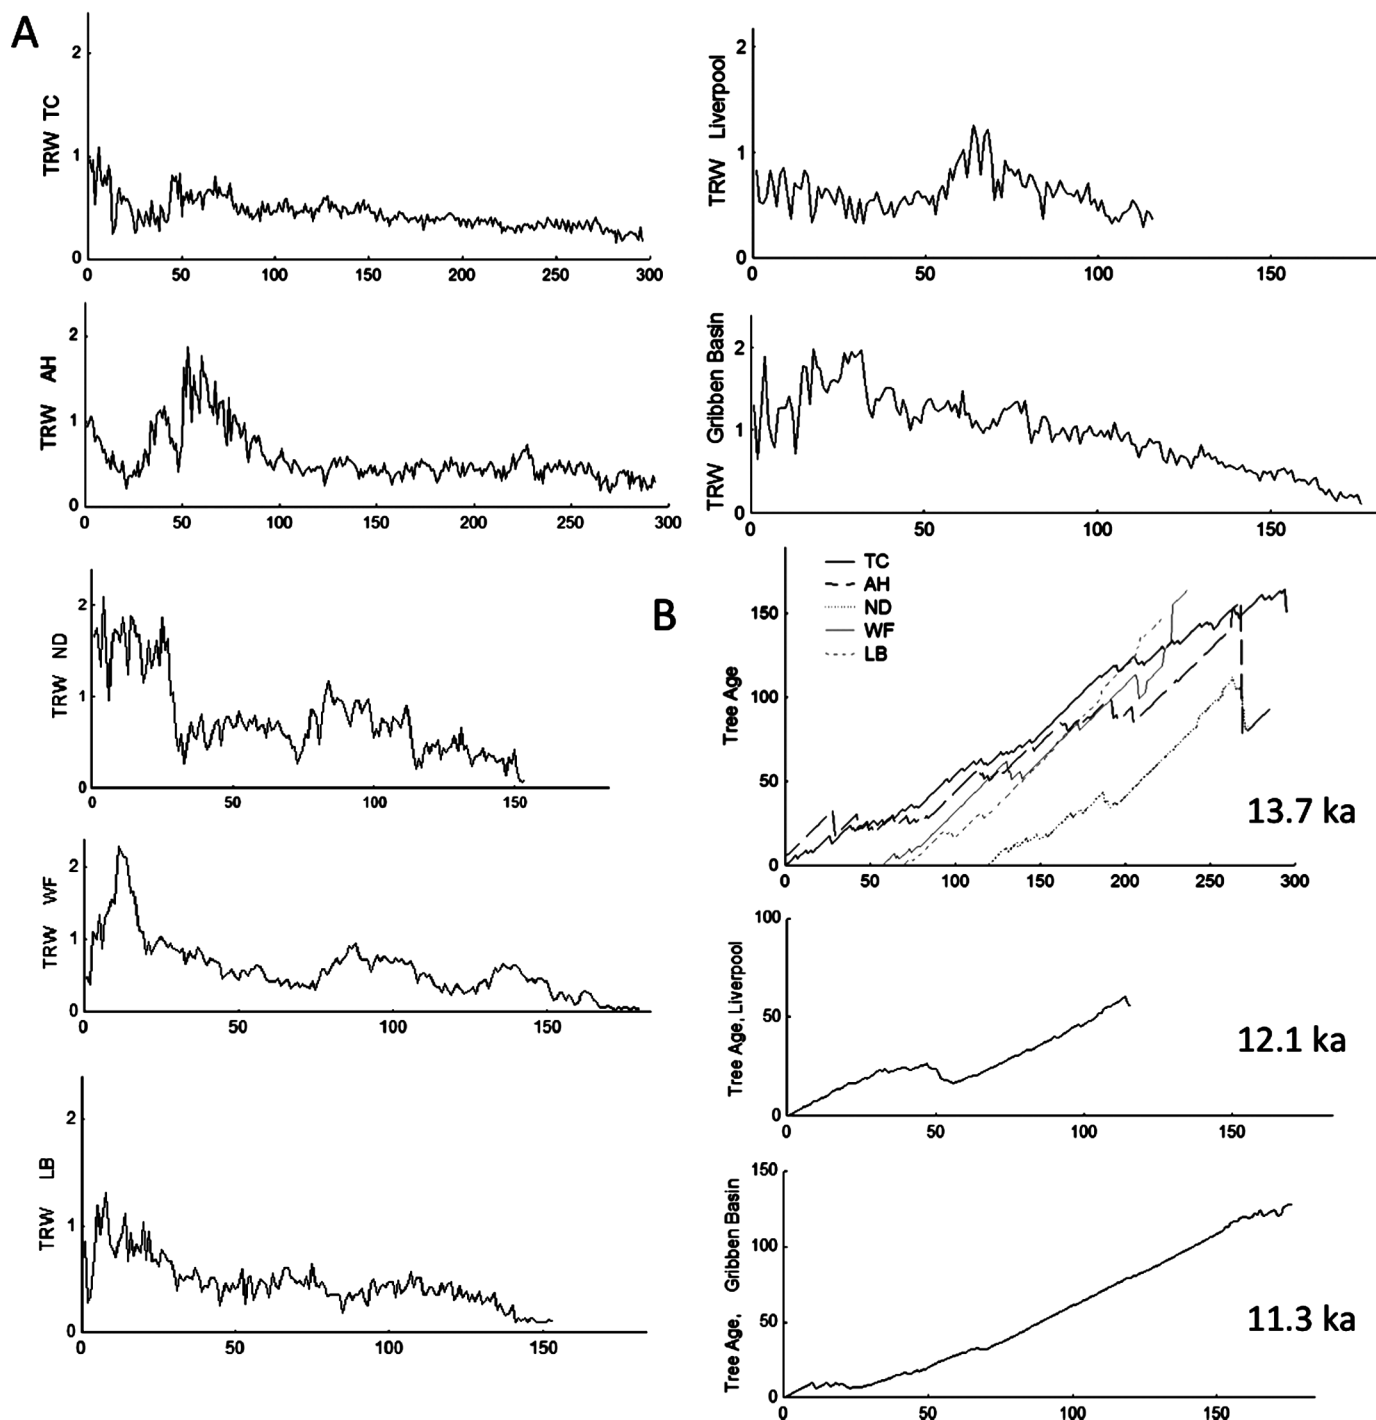 A
TRW TC
2
1
0
0 50 100 150 200 250 300
TRW AH
2
1
0
0 50 100 150 200 250 300
TRW ND
2
1
0
0 50 100 150
TRW WF
2
1
0
0 50 100 150
TRW LB
2
1
0
0 50 100 150
TRW Liverpool
2
1
0
0 50 100 150
TRW Gribben Basin
2
1
0
0 50 100 150
B
TC
AH
ND
WF
LB
Tree Age
150
100
50
0
0 50 100 150 200 250 300
13.7 ka
Tree Age, Liverpool
100
50
0
0 50 100 150
12.1 ka
Tree Age, Gribben Basin
150
100
50
0
0 50 100 150
11.3 ka